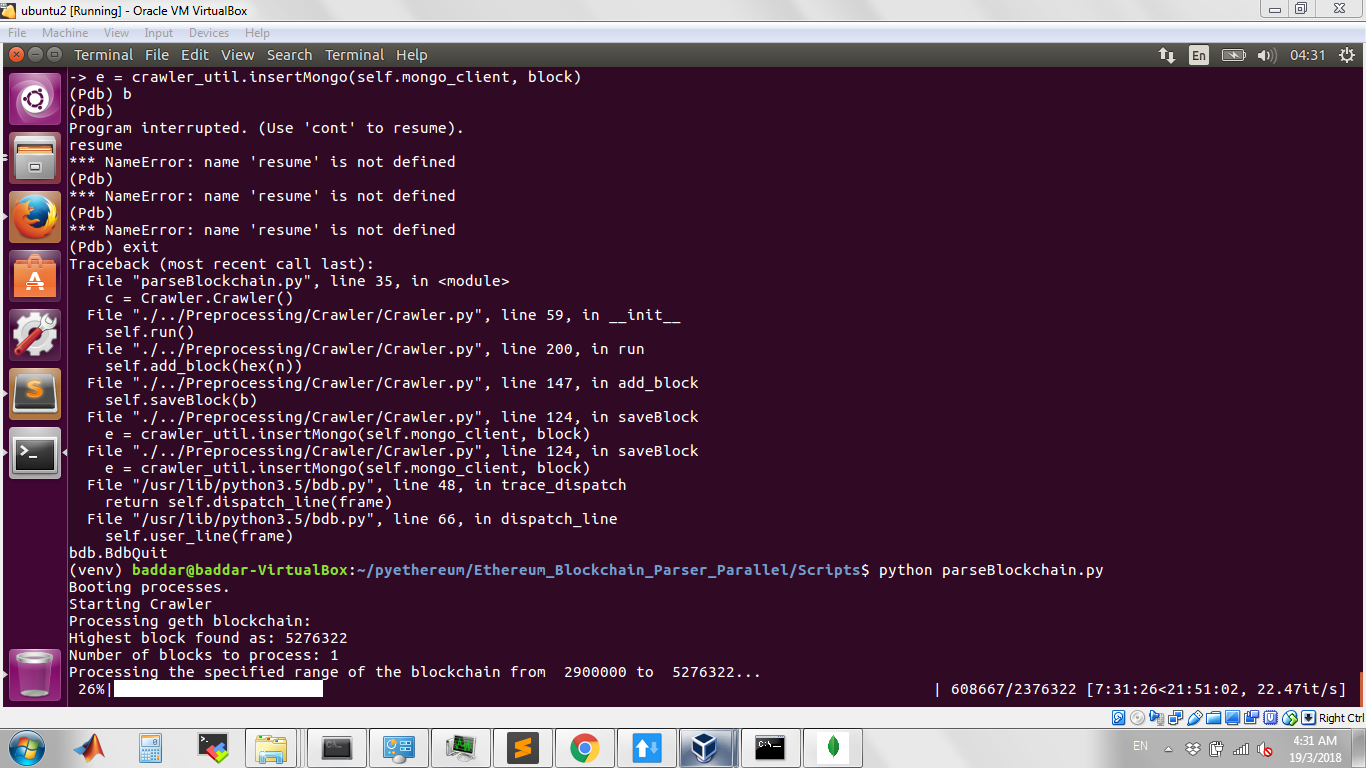 ubuntu2 [Running] - Oracle VM VirtualBox
File Machine View Input Devices Help
Terminal File Edit View Search Terminal Help En 04:31
-> e = crawler_util.insertMongo(self.mongo_client, block)
(Pdb) b
(Pdb)
Program interrupted. (Use 'cont' to resume).
resume
*** NameError: name 'resume' is not defined
(Pdb)
*** NameError: name 'resume' is not defined
(Pdb)
*** NameError: name 'resume' is not defined
(Pdb) exit
Traceback (most recent call last):
  File "parseBlockchain.py", line 35, in <module>
    c = Crawler.Crawler()
  File "./../Preprocessing/Crawler/Crawler.py", line 59, in __init__
    self.run()
  File "./../Preprocessing/Crawler/Crawler.py", line 200, in run
    self.add_block(hex(n))
  File "./../Preprocessing/Crawler/Crawler.py", line 147, in add_block
    self.saveBlock(b)
  File "./../Preprocessing/Crawler/Crawler.py", line 124, in saveBlock
    e = crawler_util.insertMongo(self.mongo_client, block)
  File "./../Preprocessing/Crawler/Crawler.py", line 124, in saveBlock
    e = crawler_util.insertMongo(self.mongo_client, block)
  File "/usr/lib/python3.5/bdb.py", line 48, in trace_dispatch
    return self.dispatch_line(frame)
  File "/usr/lib/python3.5/bdb.py", line 66, in dispatch_line
    self.user_line(frame)
bdb.BdbQuit
(venv) baddar@baddar-VirtualBox:~/pyethereum/Ethereum_Blockchain_Parser_Parallel/Scripts$ python parseBlockchain.py
Booting processes.
Starting Crawler
Processing geth blockchain:
Highest block found as: 5276322
Number of blocks to process: 1
Processing the specified range of the blockchain from  2900000 to  5276322...
 26%| | 608667/2376322 [7:31:26<21:51:02, 22.47it/s]
Right Ctrl
EN 4:31 AM
19/3/2018